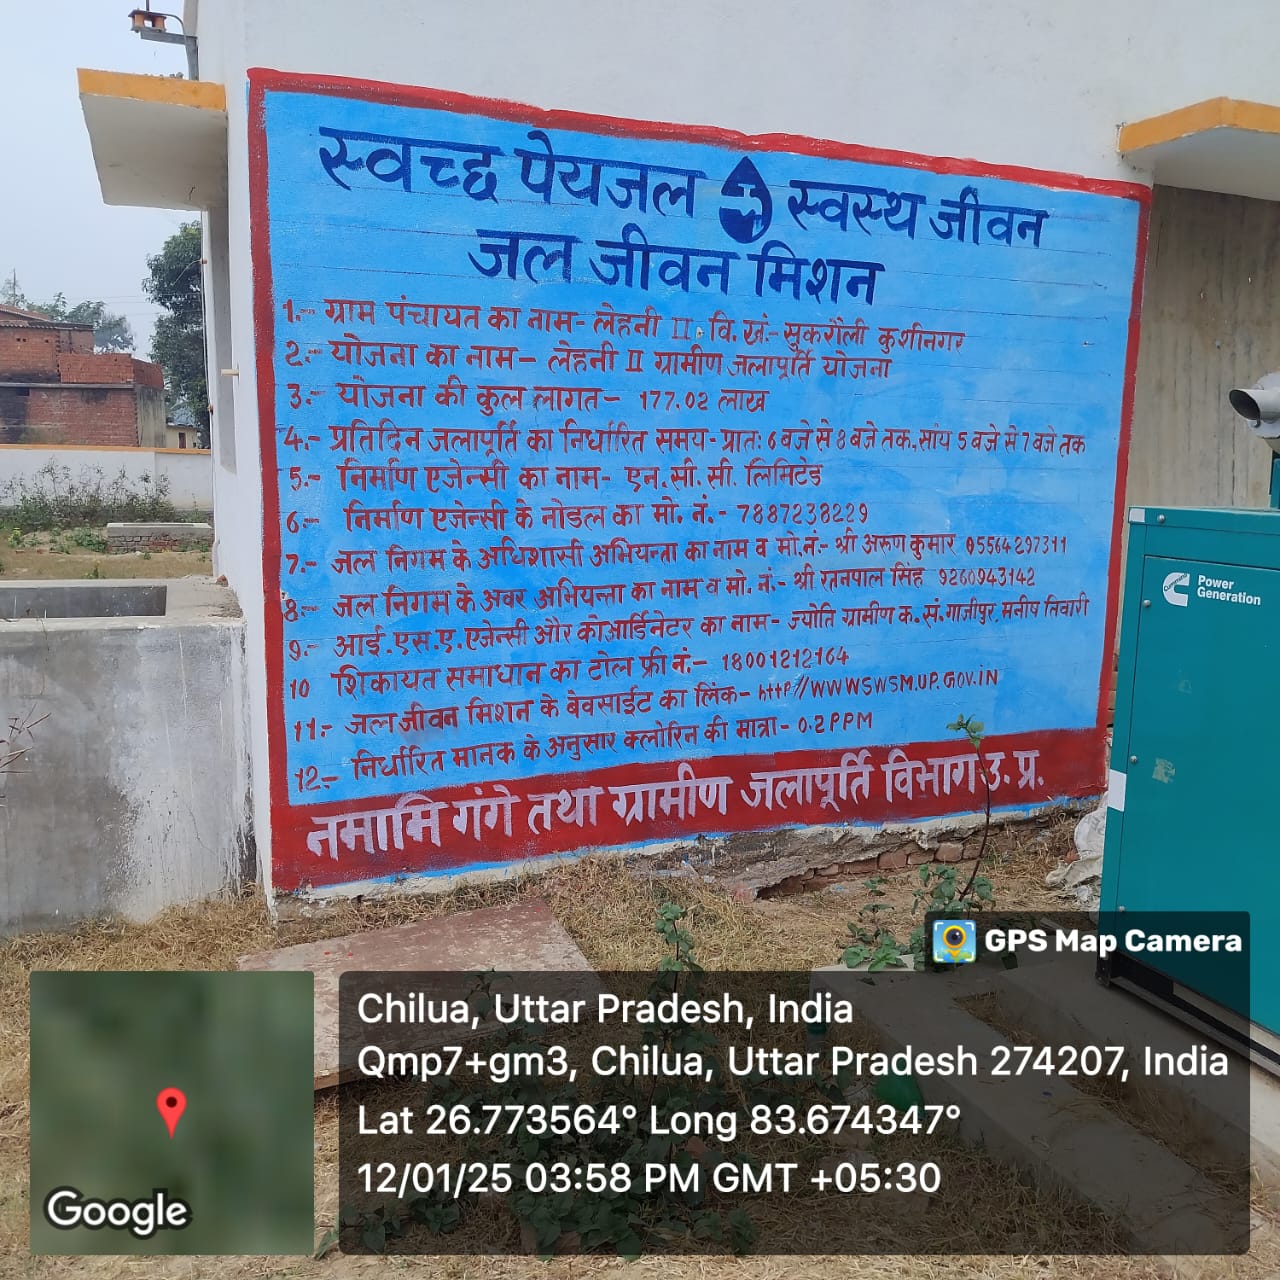 स्वच्छ पेयजल स्वस्थ जीवन
जल जीवन मिशन
1.- ग्राम पंचायत का नाम- लेहनी II. वि.खं.- सुकरौली कुशीनगर
2.- योजना का नाम- लेहनी II ग्रामीण जलापूर्ति योजना
3.- योजना की कुल लागत- 177.02 लाख
4.- प्रतिदिन जलापूर्ति का निर्धारित समय- प्रातः 6 बजे से 8 बजे तक, सांय 5 बजे से 7 बजे तक
5.- निर्माण एजेन्सी का नाम- एन.सी.सी. लिमिटेड
6.- निर्माण एजेन्सी के नोडल का मो. नं.- 7887238229
7.- जल निगम के अधिशासी अभियन्ता का नाम व मो.नं.- श्री अरुण कुमार 05564297311
8.- जल निगम के अवर अभियन्ता का नाम व मो. नं.- श्री रतनपाल सिंह 9260943142
9.- आई.एस.ए.एजेन्सी और कोआर्डिनेटर का नाम- ज्योति ग्रामीण क.सं.गाजीपुर, मनीष तिवारी
10 शिकायत समाधान का टोल फ्री नं.- 18001212164
11.- जल जीवन मिशन के बेवसाईट का लिंक- http//WWWSWSM.UP.GOV.iN
12.- निर्धारित मानक के अनुसार क्लोरिन की मात्रा- 0.2 PPM
नमामि गंगे तथा ग्रामीण जलापूर्ति विभाग उ. प्र.
Cummins
Power
Generation
GPS Map Camera
Chilua, Uttar Pradesh, India
Qmp7+gm3, Chilua, Uttar Pradesh 274207, India
Lat 26.773564° Long 83.674347°
12/01/25 03:58 PM GMT +05:30
Google